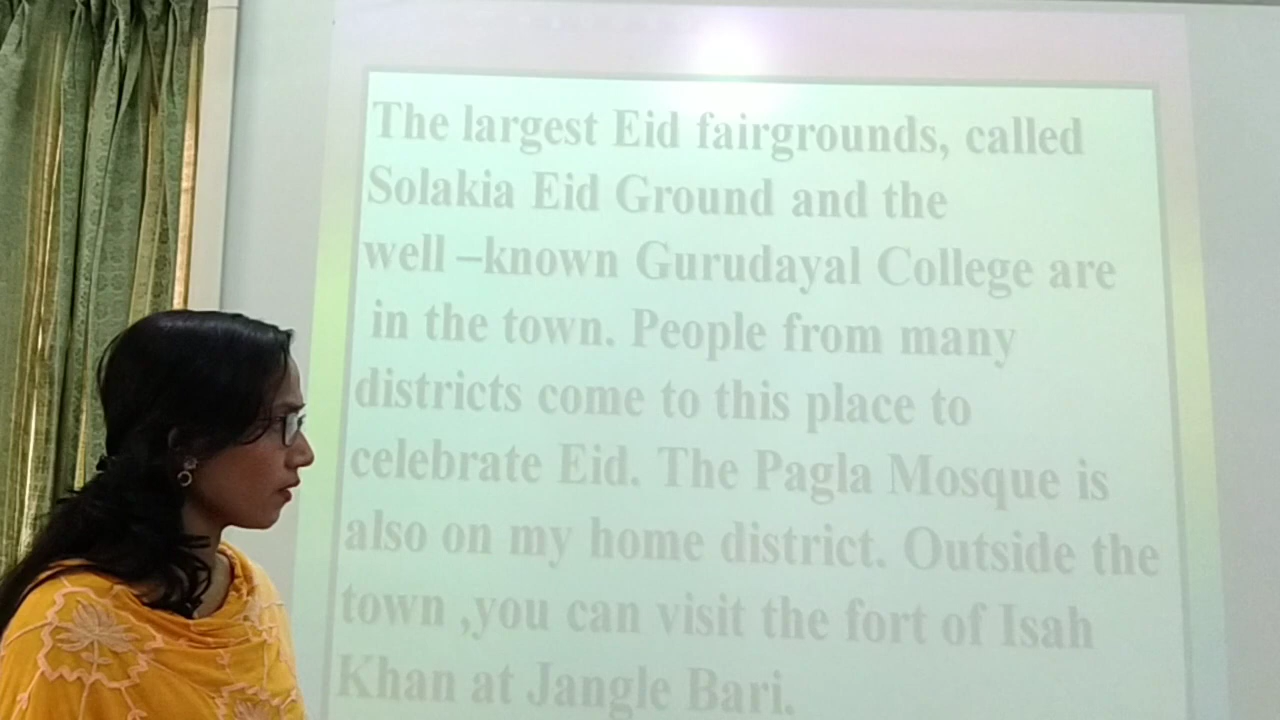 The largest Eid fairgrounds, called
Solakia Eid Ground and the
well –known Gurudayal College are
in the town. People from many
districts come to this place to
celebrate Eid. The Pagla Mosque is
also on my home district. Outside the
town ,you can visit the fort of Isah
Khan at Jangle Bari.